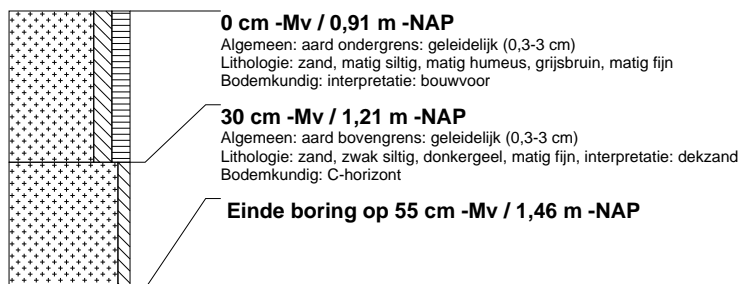 0 cm -Mv / 0,91 m -NAP
Algemeen: aard ondergrens: geleidelijk (0,3-3 cm)
Lithologie: zand, matig siltig, matig humeus, grijsbruin, matig fijn
Bodemkundig: interpretatie: bouwvoor
30 cm -Mv / 1,21 m -NAP
Algemeen: aard bovengrens: geleidelijk (0,3-3 cm)
Lithologie: zand, zwak siltig, donkergeel, matig fijn, interpretatie: dekzand
Bodemkundig: C-horizont
Einde boring op 55 cm -Mv / 1,46 m -NAP